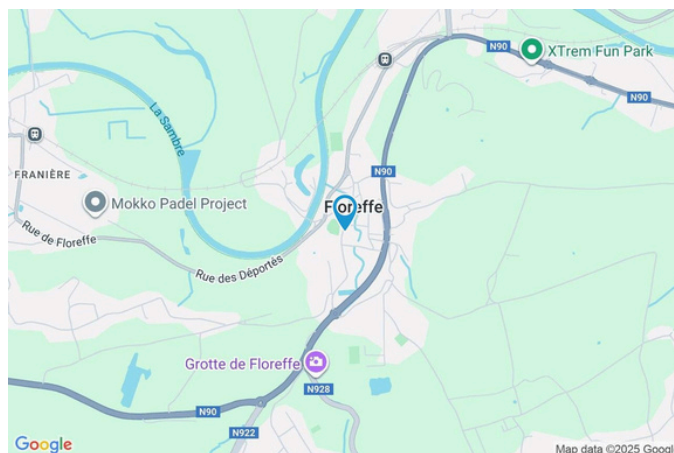 N90
XTrem Fun Park
N90
La Sambre
N90
FRANIÈRE
Mokko Padel Project
Floreffe
Rue de Floreffe
Rue des Déportés
Grotte de Floreffe
N928
N90
N922
Google
Map data ©2025 Googl